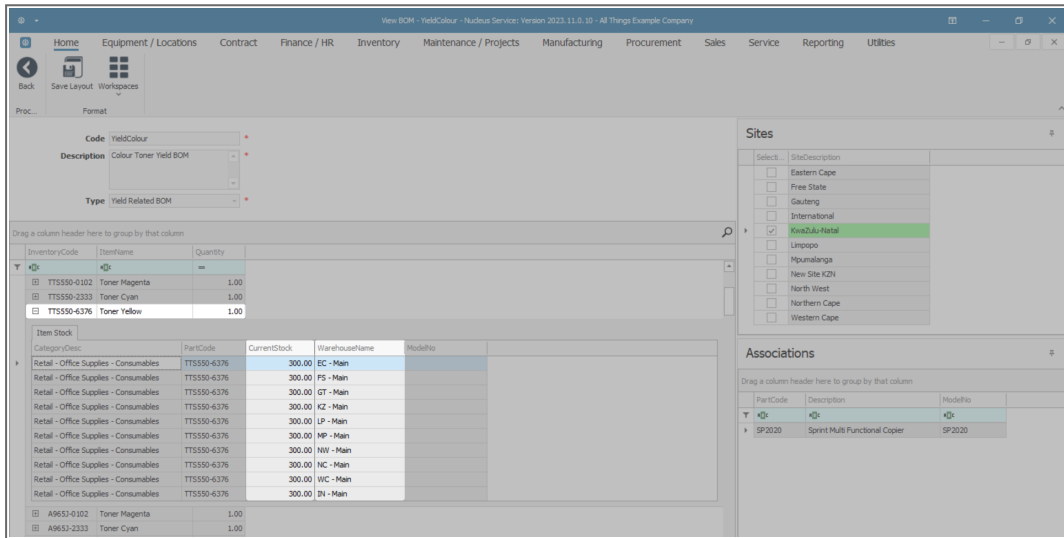 View BOM - YieldColour - Nucleus Service: Version 2023.11.0.10 - All Things Example Company
Home Equipment / Locations Contract Finance / HR Inventory Maintenance / Projects Manufacturing Procurement Sales Service Reporting Utilities
Back Save Layout Workspaces
Proc... Format
Code YieldColour *
Description Colour Toner Yield BOM *
Type Yield Related BOM *
Drag a column header here to group by that column
InventoryCode ItemName Quantity
=
TTS550-0102 Toner Magenta 1.00
TTS550-2333 Toner Cyan 1.00
TTS550-6376 Toner Yellow 1.00
Item Stock
CategoryDesc PartCode CurrentStock WarehouseName ModelNo
Retail - Office Supplies - Consumables TTS550-6376 300.00 EC - Main
Retail - Office Supplies - Consumables TTS550-6376 300.00 FS - Main
Retail - Office Supplies - Consumables TTS550-6376 300.00 GT - Main
Retail - Office Supplies - Consumables TTS550-6376 300.00 KZ - Main
Retail - Office Supplies - Consumables TTS550-6376 300.00 LP - Main
Retail - Office Supplies - Consumables TTS550-6376 300.00 MP - Main
Retail - Office Supplies - Consumables TTS550-6376 300.00 NW - Main
Retail - Office Supplies - Consumables TTS550-6376 300.00 NC - Main
Retail - Office Supplies - Consumables TTS550-6376 300.00 WC - Main
Retail - Office Supplies - Consumables TTS550-6376 300.00 IN - Main
A965J-0102 Toner Magenta 1.00
A965J-2333 Toner Cyan 1.00
Sites
Selecti... SiteDescription
Eastern Cape
Free State
Gauteng
International
KwaZulu-Natal
Limpopo
Mpumalanga
New Site KZN
North West
Northern Cape
Western Cape
Associations
Drag a column header here to group by that column
PartCode Description ModelNo
SP2020 Sprint Multi Functional Copier SP2020